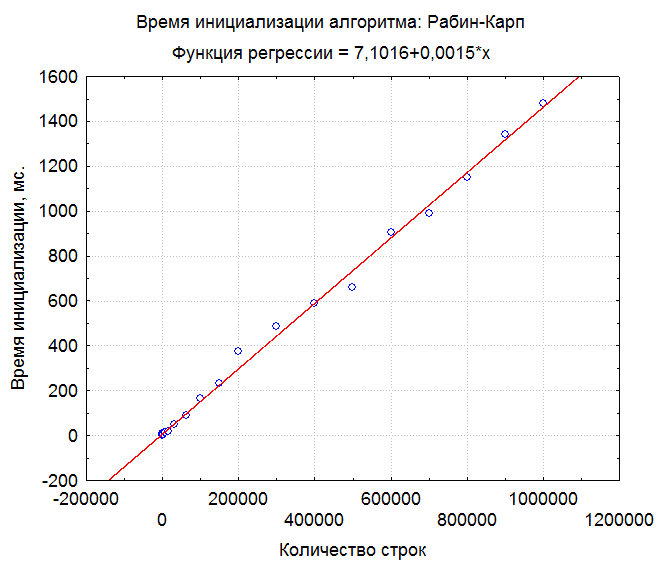 Время инициализации алгоритма: Рабин-Карп
Функция регрессии = 7,1016+0,0015*x
1600
1400
1200
1000
800
600
400
200
0
-200
Время инициализации, мс.
-200000 200000 600000 1000000
0 400000 800000 1200000
Количество строк